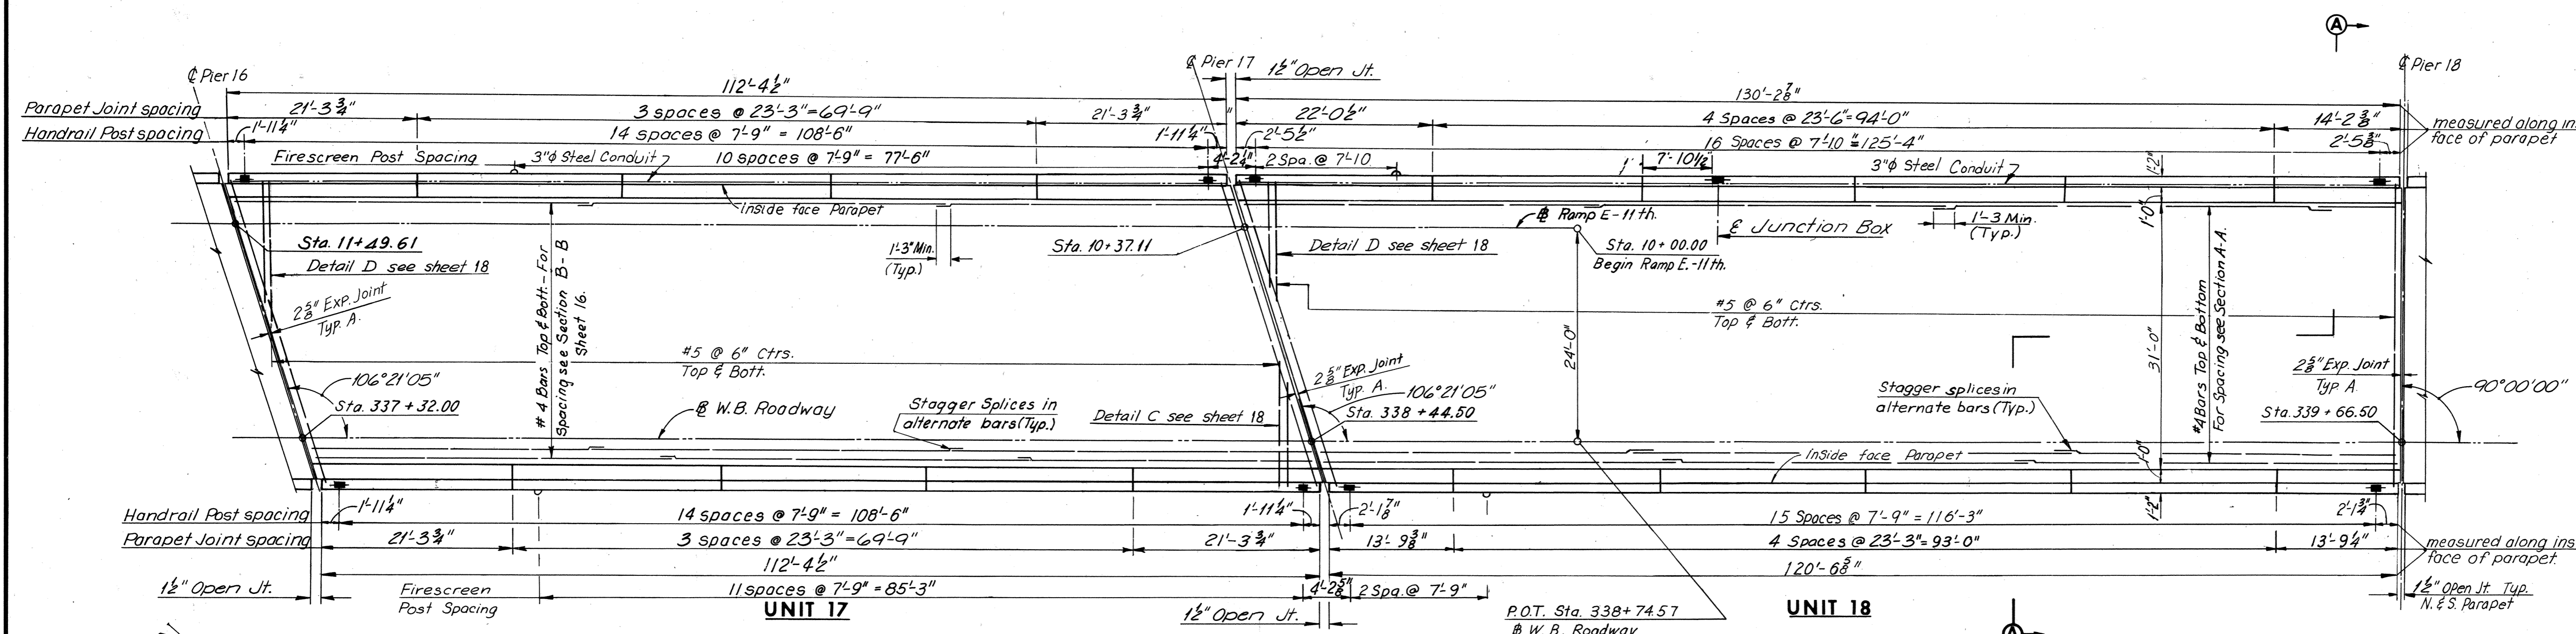 A
℄ Pier 16
℄ Pier 17
1½" Open Jt.
℄ Pier 18
112'-4½"
130'-2⅞"
Parapet Joint spacing
21'-3¾"
3 spaces @ 23'-3"=69'-9"
21'-3¾"
22'-0½"
4 Spaces @ 23'-6"=94'-0"
14'-2⅜"
measured along ins
face of parapet
Handrail Post spacing
1'-11¼"
14 spaces @ 7'-9" = 108'-6"
1'-11¼"
2'-5½"
16 Spaces @ 7'-10"=125'-4"
2'-5⅜"
Firescreen Post Spacing
3"ø Steel Conduit
10 spaces @ 7'-9" = 77'-6"
2 Spa. @ 7'-10
7'-10½"
3"ø Steel Conduit
1'-2"
Inside face Parapet
℄ Ramp E-11th.
1'-0"
Sta. 11+49.61
1'-3" Min.
(Typ.)
Sta. 10+37.11
Detail D see sheet 18
Sta. 10+00.00
Begin Ramp E.-11th.
℄ Junction Box
1'-3 Min.
(Typ.)
Detail D see sheet 18
2⅝" Exp. Joint
Typ. A.
#4 Bars Top & Bott.-For
Spacing see Section B-B
Sheet 16.
#5 @ 6" Ctrs.
Top & Bott.
24'-0"
31'-0"
#4 Bars Top & Bottom
For Spr Spacing see Section A-A.
#5 @ 6" Ctrs.
Top & Bott.
2⅝" Exp. Joint
Typ. A.
2⅝" Exp. Joint
Typ A
90°00'00"
106°21'05"
Sta. 337+32.00
℄ W.B. Roadway
Stagger Splices in
alternate bars (Typ.)
Detail C see sheet 18
106°21'05"
Sta. 338+44.50
Stagger splices in
alternate bars (Typ.)
Sta. 339+66.50
Inside face Parapet
1'-0"
Handrail Post spacing
1'-11¼"
14 spaces @ 7'-9" = 108'-6"
1'-11¼"
2'-1⅞"
15 Spaces @ 7'-9" = 116'-3"
2'-1¾"
1'-2"
Parapet Joint spacing
21'-3¾"
3 spaces @ 23'-3"=69'-9"
21'-3¾"
13'-9⅜"
4 Spaces @ 23'-3"=93'-0"
13'-9¼"
measured along ins
face of parapet.
112'-4½"
120'-6⅝"
1½" Open Jt.
Firescreen
Post Spacing
11 spaces @ 7'-9" = 85'-3"
4'-2⅝"
2 Spa. @ 7'-9"
1½" Open Jt. Typ.
N. & S. Parapet
UNIT 17
1½" Open Jt.
P.O.T. Sta. 338+74.57
℄ W.B. Roadway
UNIT 18
A